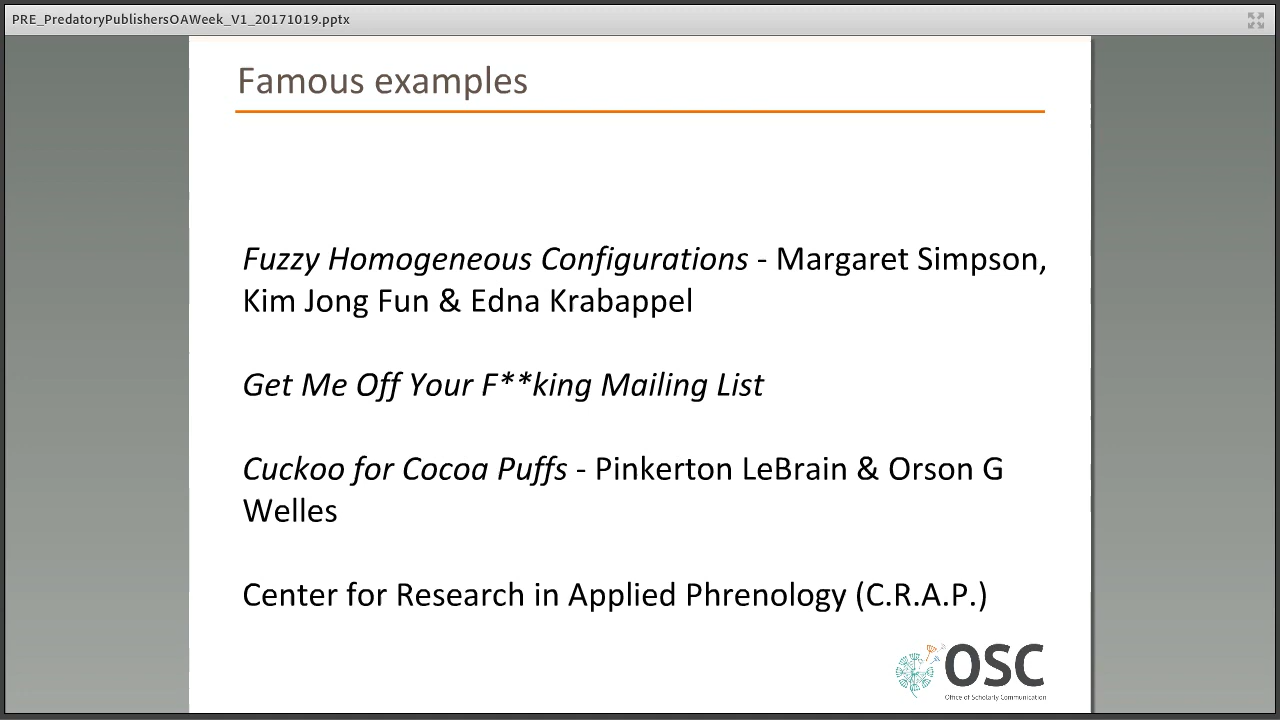 PRE_PredatoryPublishersOAWeek_V1_20171019.pptx
Famous examples
Fuzzy Homogeneous Configurations - Margaret Simpson,
Kim Jong Fun & Edna Krabappel
Get Me Off Your F**king Mailing List
Cuckoo for Cocoa Puffs - Pinkerton LeBrain & Orson G
Welles
Center for Research in Applied Phrenology (C.R.A.P.)
OSC
Office of Scholarly Communication